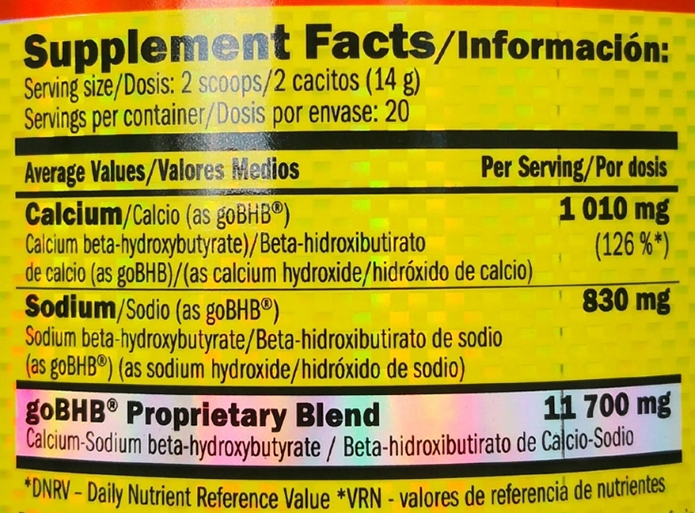 Supplement Facts/Información:
Serving size/Dosis: 2 scoops/2 cacitos (14 g)
Servings per container/Dosis por envase: 20
Average Values/Valores Medios Per Serving/Por dosis
Calcium/Calcio (as goBHB®) 1 010 mg
Calcium beta-hydroxybutyrate)/Beta-hidroxibutirato (126 %*)
de calcio (as goBHB)/(as calcium hydroxide/hidróxido de calcio)
Sodium/Sodio (as goBHB®) 830 mg
Sodium beta-hydroxybutyrate/Beta-hidroxibutirato de sodio
(as goBHB®) (as sodium hydroxide/hidróxido de sodio)
goBHB® Proprietary Blend 11 700 mg
Calcium-Sodium beta-hydroxybutyrate / Beta-hidroxibutirato de Calcio-Sodio
*DNRV – Daily Nutrient Reference Value *VRN - valores de referencia de nutrientes